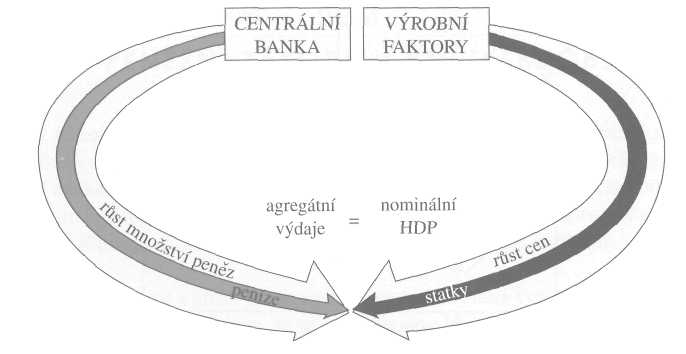 CENTRÁLNÍ
BANKA
VÝROBNÍ
FAKTORY
agregátní
výdaje
=
nominální
HDP
růst množství peněz
peníze
růst cen
statky